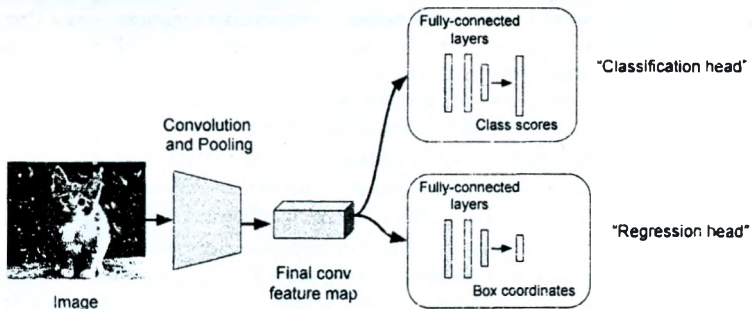 Fully-connected
layers
Class scores
"Classification head"
Convolution
and Pooling
Image
Final conv
feature map
Fully-connected
layers
Box coordinates
"Regression head"